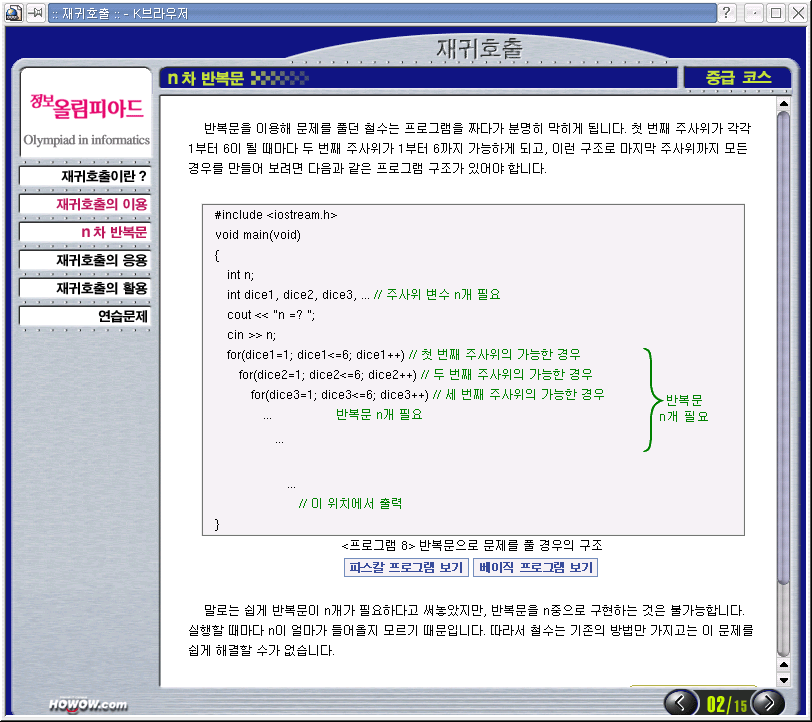 :: 재귀호출 :: - K브라우저
재귀호출
n 차 반복문
중급 코스
정보올림피아드
Olympiad in informatics
재귀호출이란 ?
재귀호출의 이용
n 차 반복문
재귀호출의 응용
재귀호출의 활용
연습문제
반복문을 이용해 문제를 풀던 철수는 프로그램을 짜다가 분명히 막히게 됩니다. 첫 번째 주사위가 각각
1부터 6이 될 때마다 두 번째 주사위가 1부터 6까지 가능하게 되고, 이런 구조로 마지막 주사위까지 모든
경우를 만들어 보려면 다음과 같은 프로그램 구조가 있어야 합니다.
#include <iostream.h>
void main(void)
{
int n;
int dice1, dice2, dice3, ... // 주사위 변수 n개 필요
cout << "n =? ";
cin >> n;
for(dice1=1; dice1<=6; dice1++) // 첫 번째 주사위의 가능한 경우
for(dice2=1; dice2<=6; dice2++) // 두 번째 주사위의 가능한 경우
for(dice3=1; dice3<=6; dice3++) // 세 번째 주사위의 가능한 경우
... 반복문 n개 필요
...
반복문
n개 필요
...
// 이 위치에서 출력
}
<프로그램 8> 반복문으로 문제를 풀 경우의 구조
파스칼 프로그램 보기 베이직 프로그램 보기
말로는 쉽게 반복문이 n개가 필요하다고 써놓았지만, 반복문을 n중으로 구현하는 것은 불가능합니다.
실행할 때마다 n이 얼마가 들어올지 모르기 때문입니다. 따라서 철수는 기존의 방법만 가지고는 이 문제를
쉽게 해결할 수가 없습니다.
HOWOW.com
02/15